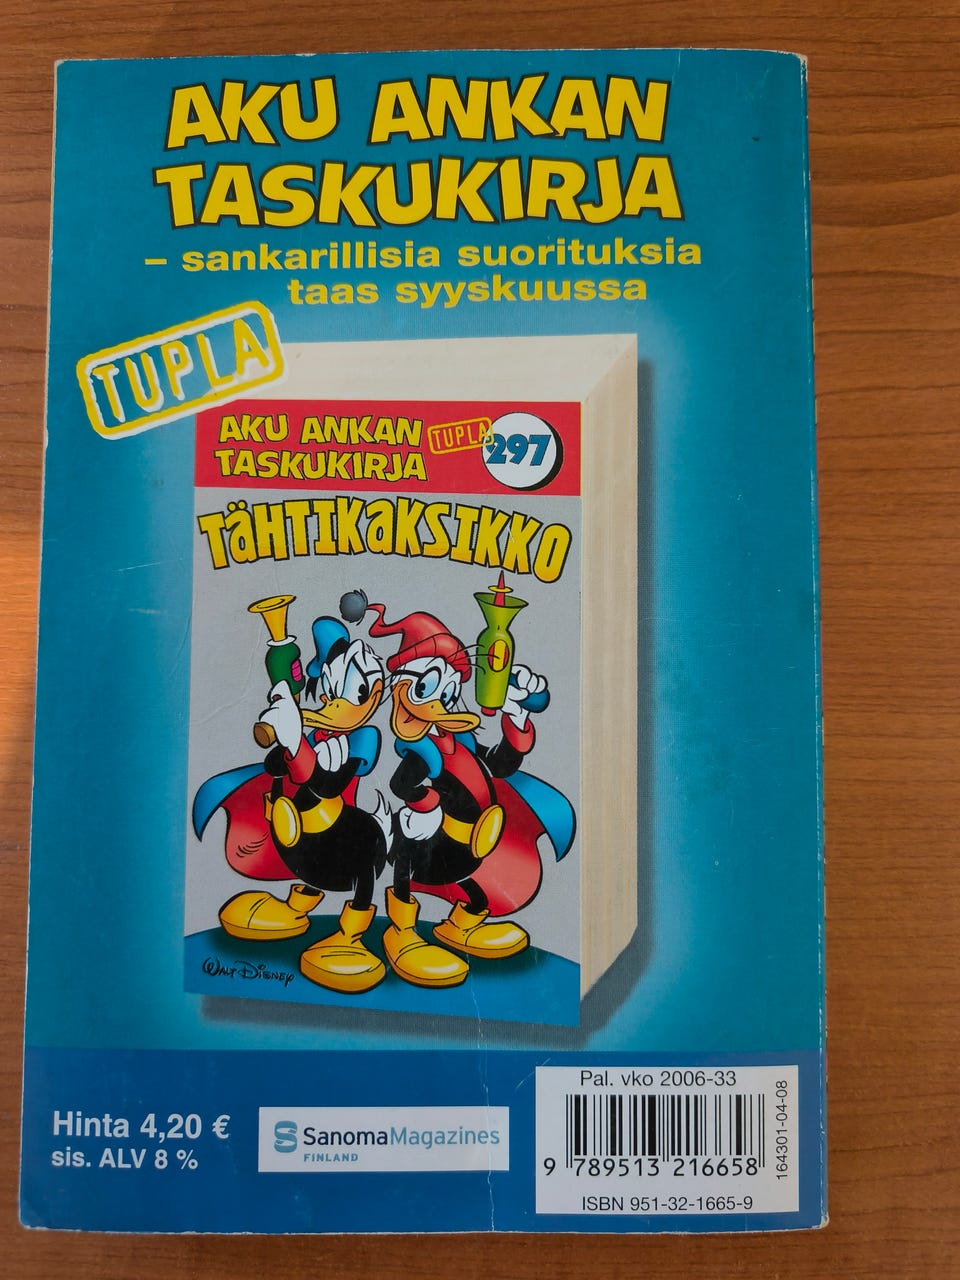 AKU ANKAN
TASKUKIRJA
– sankarillisia suorituksia
taas syyskuussa
TUPLA
AKU ANKAN
TASKUKIRJA
TUPLA
297
TÄHTIKAKSIKKO
WALT DISNEY
Hinta 4,20 €
sis. ALV 8 %
SanomaMagazines
FINLAND
Pal. vko 2006-33
9 789513 216658
ISBN 951-32-1665-9
164301-04-08